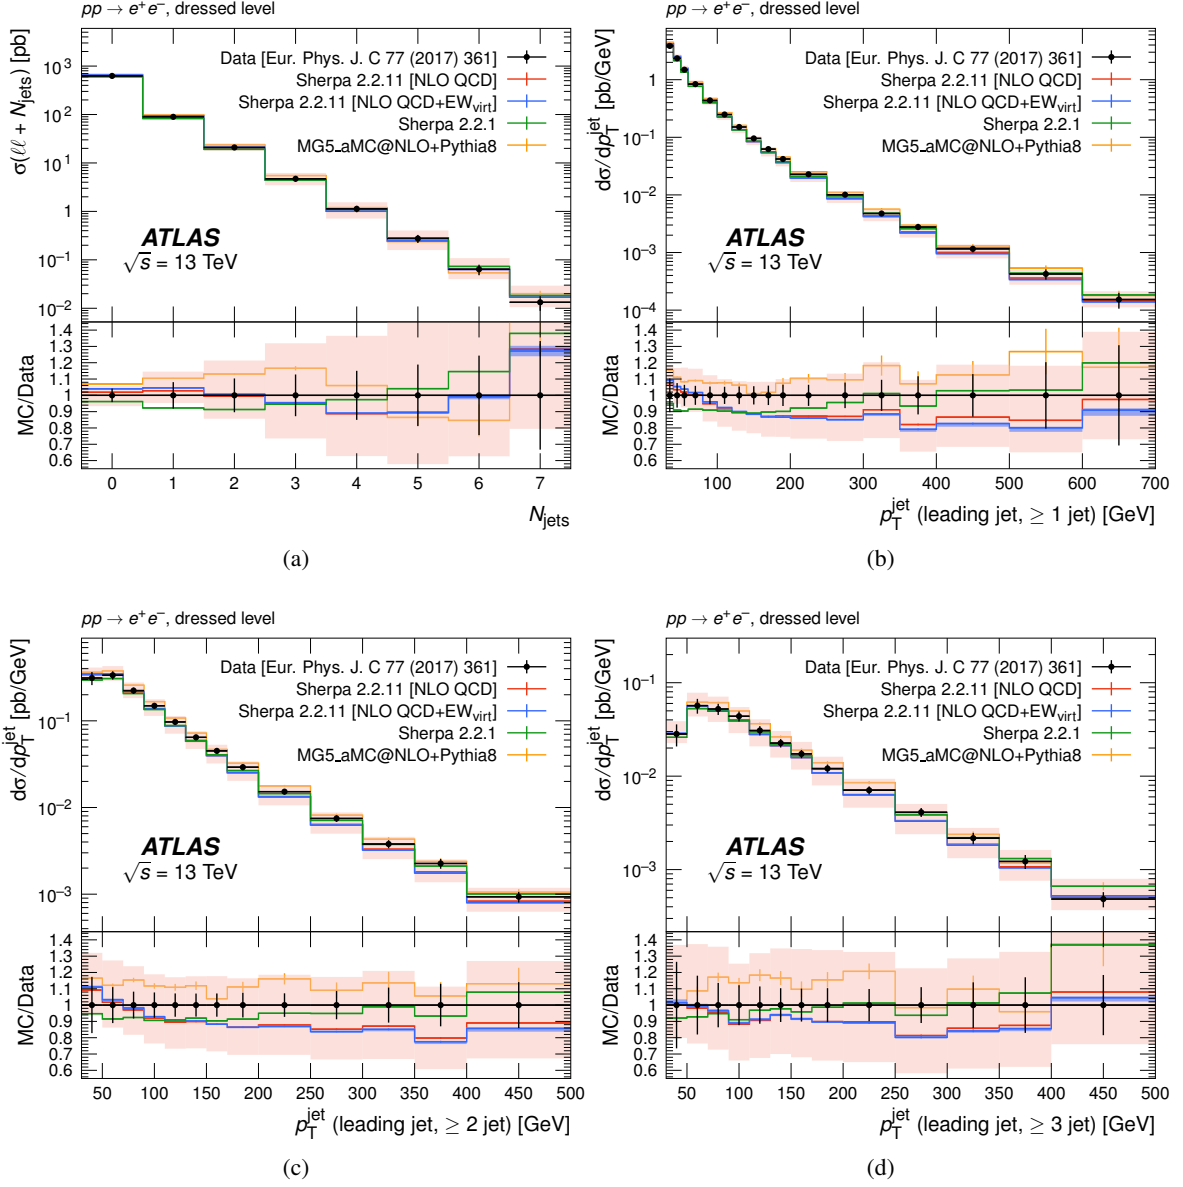 pp → e⁺e⁻, dressed level
σ(ℓℓ + N_jets) [pb]
10³
10²
10
1
10⁻¹
10⁻²
Data [Eur. Phys. J. C 77 (2017) 361]
Sherpa 2.2.11 [NLO QCD]
Sherpa 2.2.11 [NLO QCD+EW_virt]
Sherpa 2.2.1
MG5_aMC@NLO+Pythia8
ATLAS
√s = 13 TeV
MC/Data
1.4
1.3
1.2
1.1
1
0.9
0.8
0.7
0.6
0 1 2 3 4 5 6 7
N_jets
(a)
pp → e⁺e⁻, dressed level
dσ/dp_T^jet [pb/GeV]
1
10⁻¹
10⁻²
10⁻³
10⁻⁴
Data [Eur. Phys. J. C 77 (2017) 361]
Sherpa 2.2.11 [NLO QCD]
Sherpa 2.2.11 [NLO QCD+EW_virt]
Sherpa 2.2.1
MG5_aMC@NLO+Pythia8
ATLAS
√s = 13 TeV
MC/Data
1.4
1.3
1.2
1.1
1
0.9
0.8
0.7
0.6
100 200 300 400 500 600 700
p_T^jet (leading jet, ≥ 1 jet) [GeV]
(b)
pp → e⁺e⁻, dressed level
dσ/dp_T^jet [pb/GeV]
10⁻¹
10⁻²
10⁻³
Data [Eur. Phys. J. C 77 (2017) 361]
Sherpa 2.2.11 [NLO QCD]
Sherpa 2.2.11 [NLO QCD+EW_virt]
Sherpa 2.2.1
MG5_aMC@NLO+Pythia8
ATLAS
√s = 13 TeV
MC/Data
1.4
1.3
1.2
1.1
1
0.9
0.8
0.7
0.6
50 100 150 200 250 300 350 400 450 500
p_T^jet (leading jet, ≥ 2 jet) [GeV]
(c)
pp → e⁺e⁻, dressed level
dσ/dp_T^jet [pb/GeV]
10⁻¹
10⁻²
10⁻³
Data [Eur. Phys. J. C 77 (2017) 361]
Sherpa 2.2.11 [NLO QCD]
Sherpa 2.2.11 [NLO QCD+EW_virt]
Sherpa 2.2.1
MG5_aMC@NLO+Pythia8
ATLAS
√s = 13 TeV
MC/Data
1.4
1.3
1.2
1.1
1
0.9
0.8
0.7
0.6
50 100 150 200 250 300 350 400 450 500
p_T^jet (leading jet, ≥ 3 jet) [GeV]
(d)